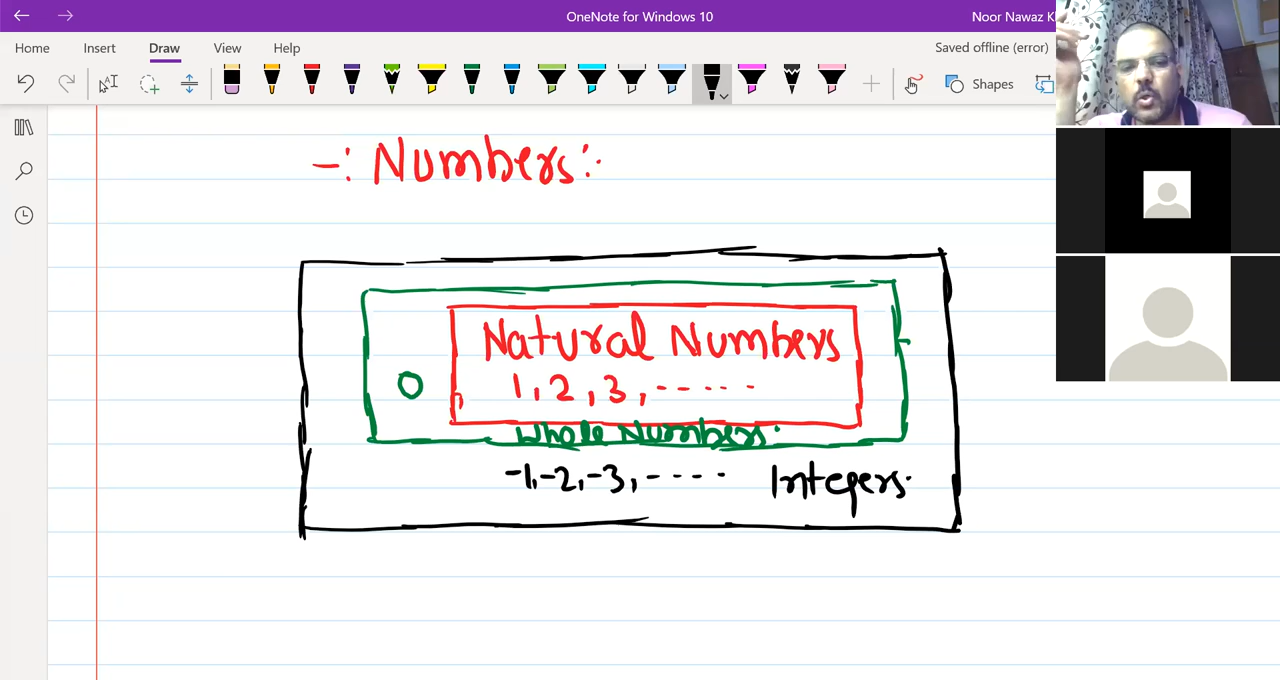 OneNote for Windows 10
Noor Nawaz K
Home Insert Draw View Help
Saved offline (error)
Shapes
-: Numbers:-
Natural Numbers
0 1, 2, 3, ------
Whole Numbers.
-1, -2, -3, ----- Integers.